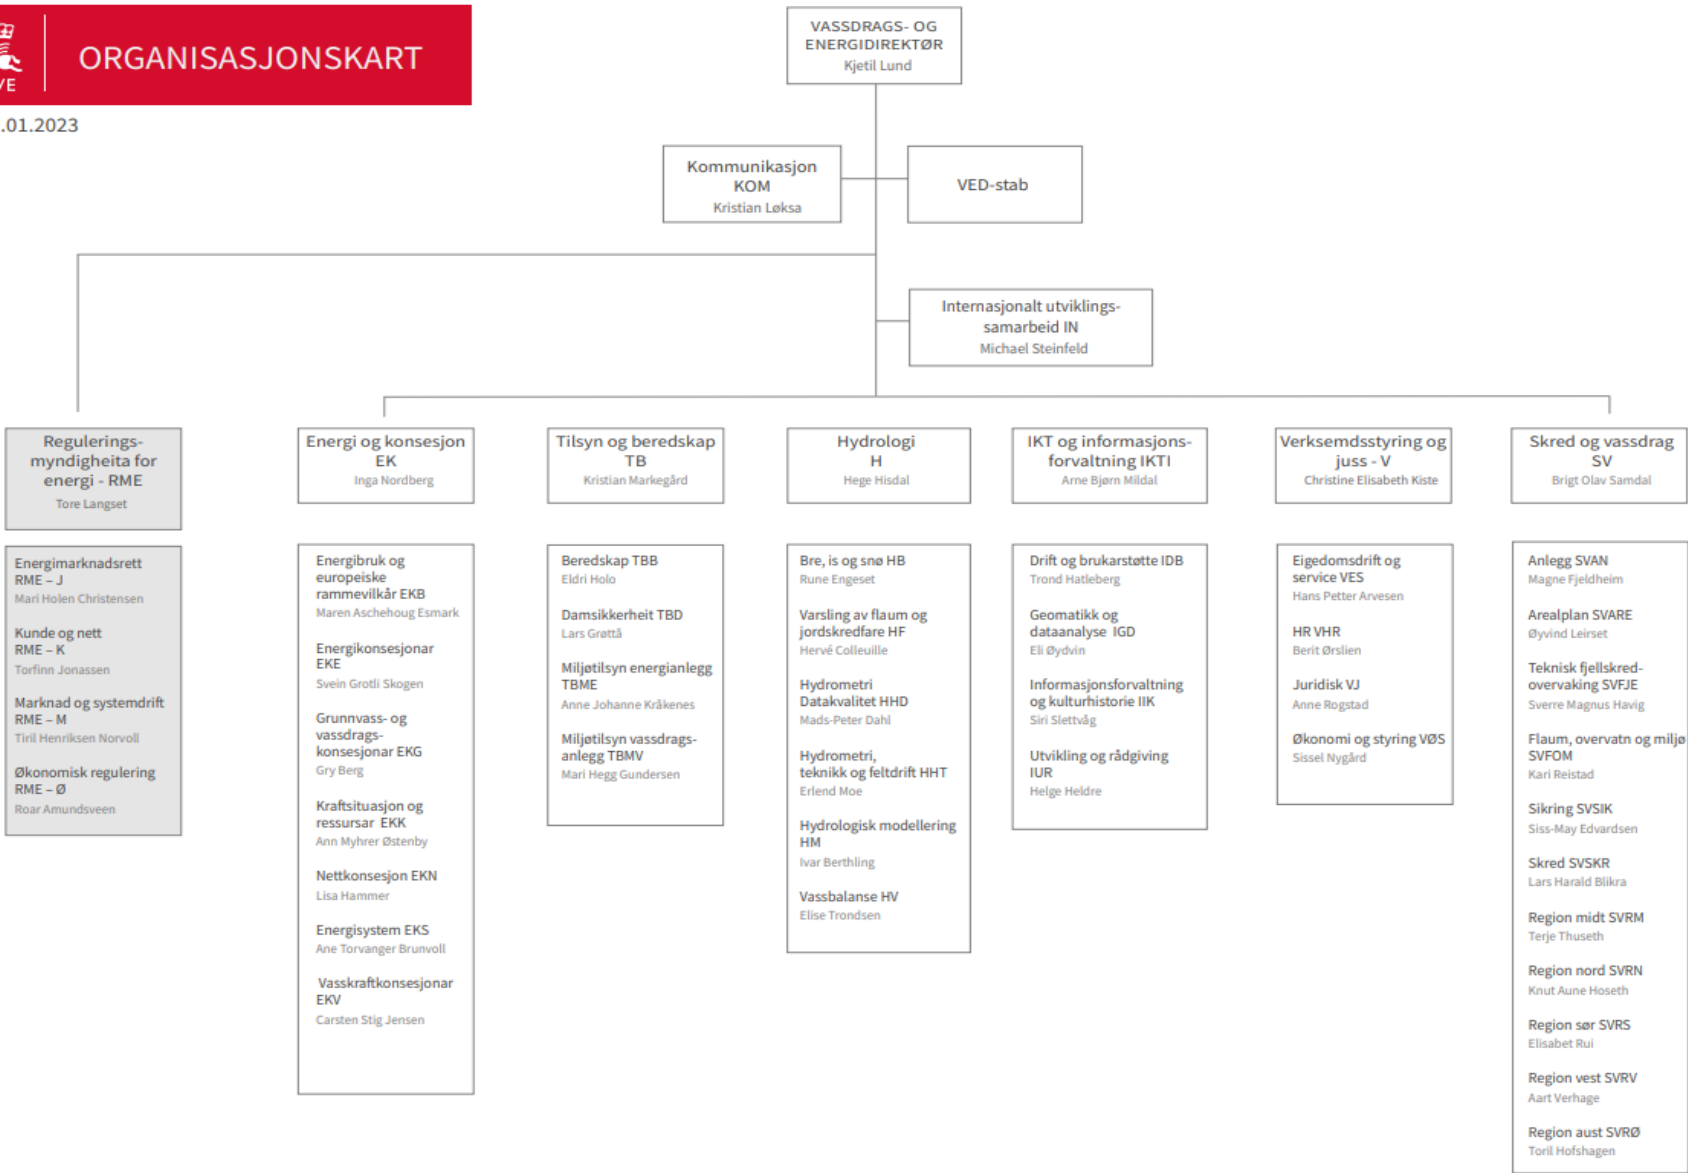 ORGANISASJONSKART
.01.2023
VASSDRAGS- OG
ENERGIDIREKTØR
Kjetil Lund
Kommunikasjon
KOM
Kristian Løksa
VED-stab
Internasjonalt utviklings-
samarbeid IN
Michael Steinfeld
Regulerings-
myndigheita for
energi - RME
Tore Langset
Energimarknadsrett
RME – J
Mari Holen Christensen
Kunde og nett
RME – K
Torfinn Jonassen
Marknad og systemdrift
RME – M
Tiril Henriksen Norvoll
Økonomisk regulering
RME – Ø
Roar Amundsveen
Energi og konsesjon
EK
Inga Nordberg
Energibruk og
europeiske
rammevilkår EKB
Maren Aschehoug Esmark
Energikonsesjonar
EKE
Svein Grotli Skogen
Grunnvass- og
vassdrags-
konsesjonar EKG
Gry Berg
Kraftsituasjon og
ressursar EKK
Ann Myhrer Østenby
Nettkonsesjon EKN
Lisa Hammer
Energisystem EKS
Ane Torvanger Brunvoll
Vasskraftkonsesjonar
EKV
Carsten Stig Jensen
Tilsyn og beredskap
TB
Kristian Markegård
Beredskap TBB
Eldri Holo
Damsikkerheit TBD
Lars Grøttå
Miljøtilsyn energianlegg
TBME
Anne Johanne Kråkenes
Miljøtilsyn vassdrags-
anlegg TBMV
Mari Hegg Gundersen
Hydrologi
H
Hege Hisdal
Bre, is og snø HB
Rune Engeset
Varsling av flaum og
jordskredfare HF
Hervé Colleuille
Hydrometri
Datakvalitet HHD
Mads-Peter Dahl
Hydrometri,
teknikk og feltdrift HHT
Erlend Moe
Hydrologisk modellering
HM
Ivar Berthling
Vassbalanse HV
Elise Trondsen
IKT og informasjons-
forvaltning IKTI
Arne Bjørn Mildal
Drift og brukarstøtte IDB
Trond Hatleberg
Geomatikk og
dataanalyse IGD
Eli Øydvin
Informasjonsforvaltning
og kulturhistorie IIK
Siri Slettvåg
Utvikling og rådgiving
IUR
Helge Heldre
Verksemdsstyring og
juss - V
Christine Elisabeth Kiste
Eigedomsdrift og
service VES
Hans Petter Arvesen
HR VHR
Berit Ørslien
Juridisk VJ
Anne Rogstad
Økonomi og styring VØS
Sissel Nygård
Skred og vassdrag
SV
Brigt Olav Samdal
Anlegg SVAN
Magne Fjeldheim
Arealplan SVARE
Øyvind Leirset
Teknisk fjellskred-
overvaking SVFJE
Sverre Magnus Havig
Flaum, overvatn og miljø
SVFOM
Kari Reistad
Sikring SVSIK
Siss-May Edvardsen
Skred SVSKR
Lars Harald Blikra
Region midt SVRM
Terje Thuseth
Region nord SVRN
Knut Aune Hoseth
Region sør SVRS
Elisabet Rui
Region vest SVRV
Aart Verhage
Region aust SVRØ
Toril Hofshagen